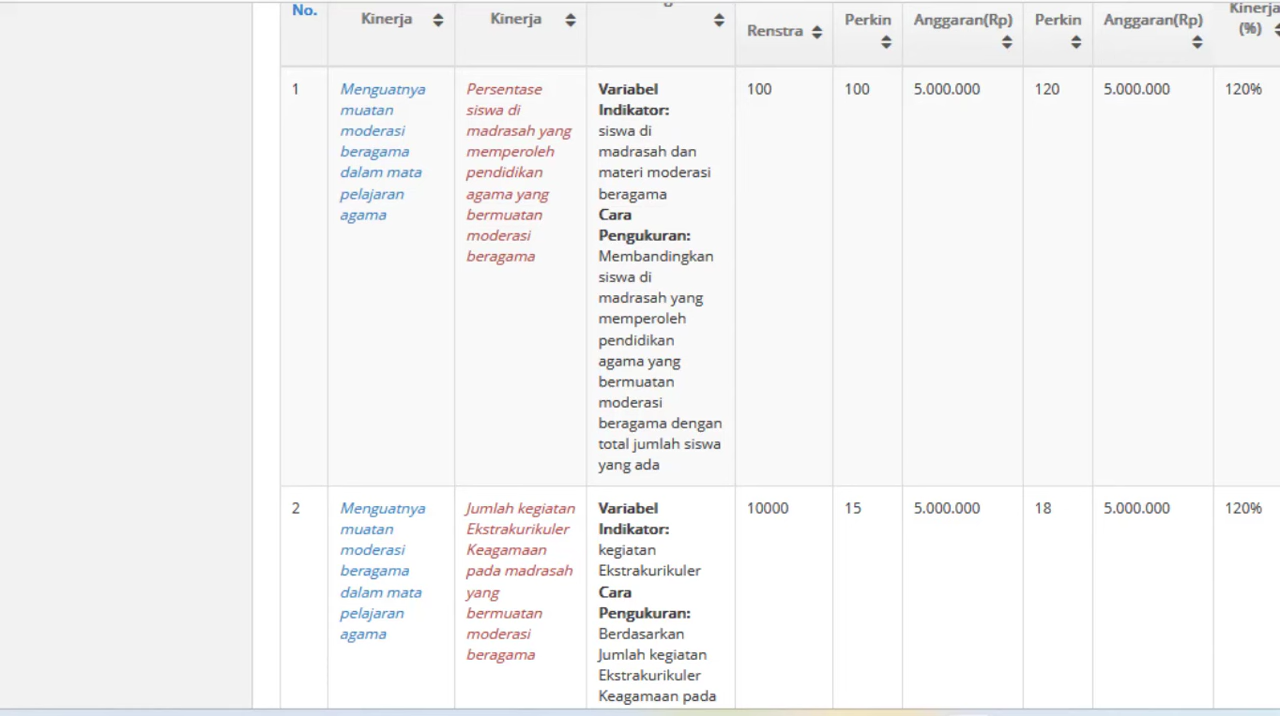 No.
Kinerja
Kinerja
Renstra
Perkin
Anggaran(Rp)
Perkin
Anggaran(Rp)
Kinerja
(%)
1
Menguatnya
muatan
moderasi
beragama
dalam mata
pelajaran
agama
Persentase
siswa di
madrasah yang
memperoleh
pendidikan
agama yang
bermuatan
moderasi
beragama
Variabel
Indikator:
siswa di
madrasah dan
materi moderasi
beragama
Cara
Pengukuran:
Membandingkan
siswa di
madrasah yang
memperoleh
pendidikan
agama yang
bermuatan
moderasi
beragama dengan
total jumlah siswa
yang ada
100
100
5.000.000
120
5.000.000
120%
2
Menguatnya
muatan
moderasi
beragama
dalam mata
pelajaran
agama
Jumlah kegiatan
Ekstrakurikuler
Keagamaan
pada madrasah
yang
bermuatan
moderasi
beragama
Variabel
Indikator:
kegiatan
Ekstrakurikuler
Cara
Pengukuran:
Berdasarkan
Jumlah kegiatan
Ekstrakurikuler
Keagamaan pada
10000
15
5.000.000
18
5.000.000
120%